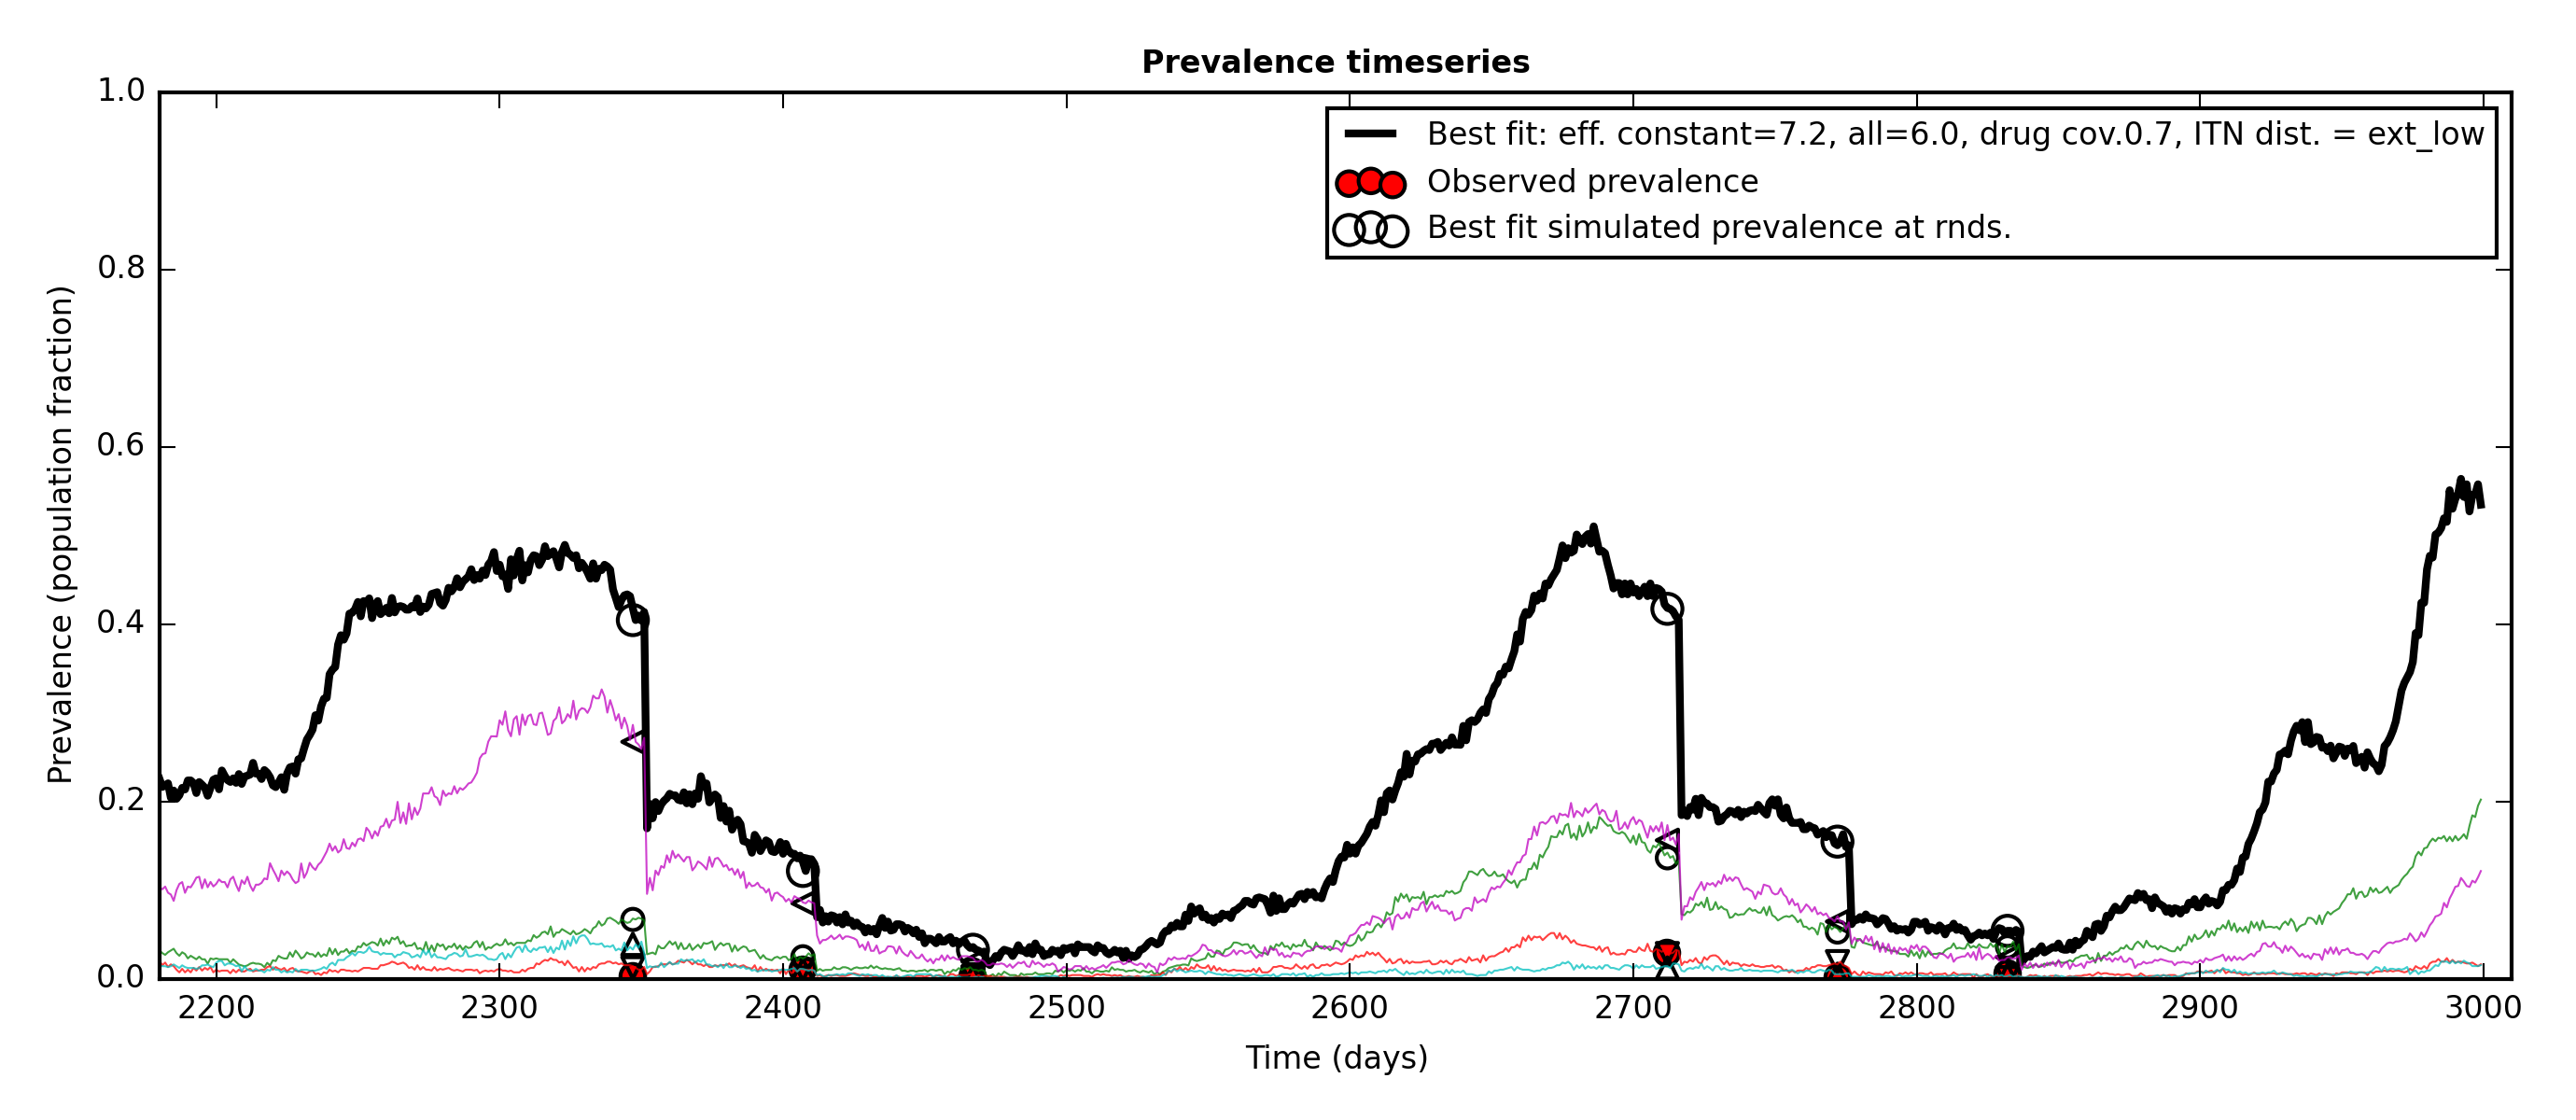 Prevalence timeseries
1.0
0.8
0.6
0.4
0.2
0.0
Prevalence (population fraction)
Best fit: eff. constant=7.2, all=6.0, drug cov.0.7, ITN dist. = ext_low
Observed prevalence
Best fit simulated prevalence at rnds.
2200 2300 2400 2500 2600 2700 2800 2900 3000
Time (days)